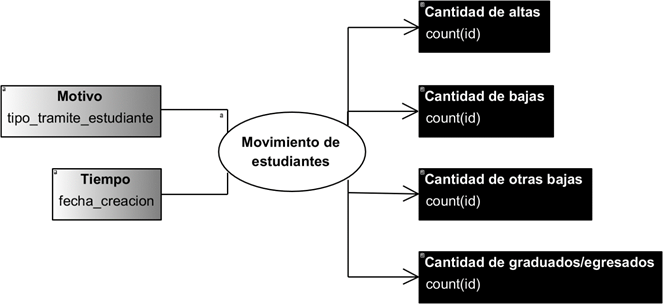 Motivo
tipo_tramite_estudiante
Tiempo
fecha_creacion
a
Movimiento de
estudiantes
Cantidad de altas
count(id)
Cantidad de bajas
count(id)
Cantidad de otras bajas
count(id)
Cantidad de graduados/egresados
count(id)